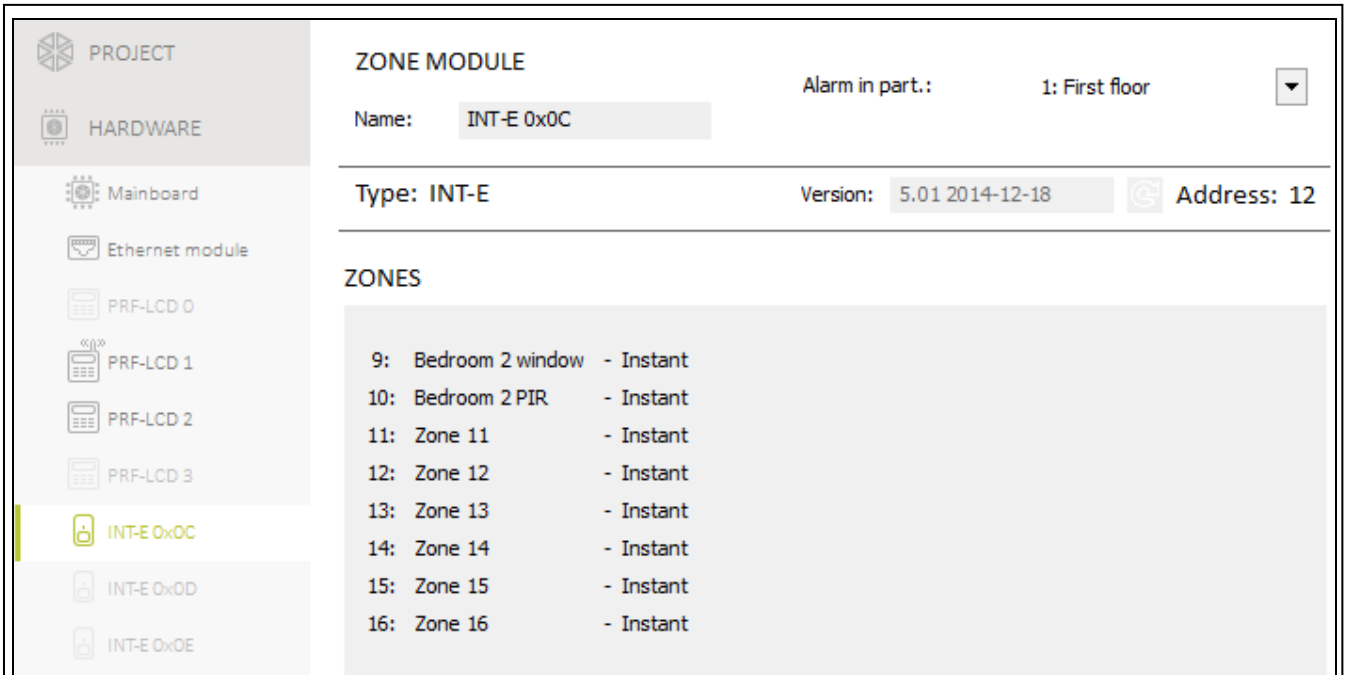 PROJECT
HARDWARE
Mainboard
Ethernet module
PRF-LCD 0
PRF-LCD 1
PRF-LCD 2
PRF-LCD 3
INT-E 0x0C
INT-E 0x0D
INT-E 0x0E
ZONE MODULE
Alarm in part.: 1: First floor
Name: INT-E 0x0C
Type: INT-E Version: 5.01 2014-12-18 Address: 12
ZONES
9: Bedroom 2 window - Instant
10: Bedroom 2 PIR - Instant
11: Zone 11 - Instant
12: Zone 12 - Instant
13: Zone 13 - Instant
14: Zone 14 - Instant
15: Zone 15 - Instant
16: Zone 16 - Instant